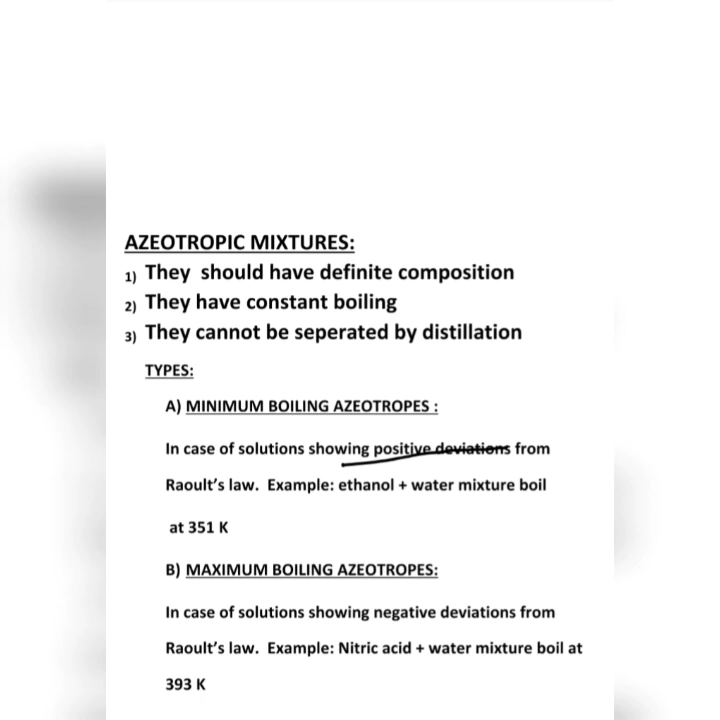 AZEOTROPIC MIXTURES:
1) They should have definite composition
2) They have constant boiling
3) They cannot be seperated by distillation
TYPES:
A) MINIMUM BOILING AZEOTROPES :
In case of solutions showing positive deviations from
Raoult's law. Example: ethanol + water mixture boil
at 351 K
B) MAXIMUM BOILING AZEOTROPES:
In case of solutions showing negative deviations from
Raoult's law. Example: Nitric acid + water mixture boil at
393 K